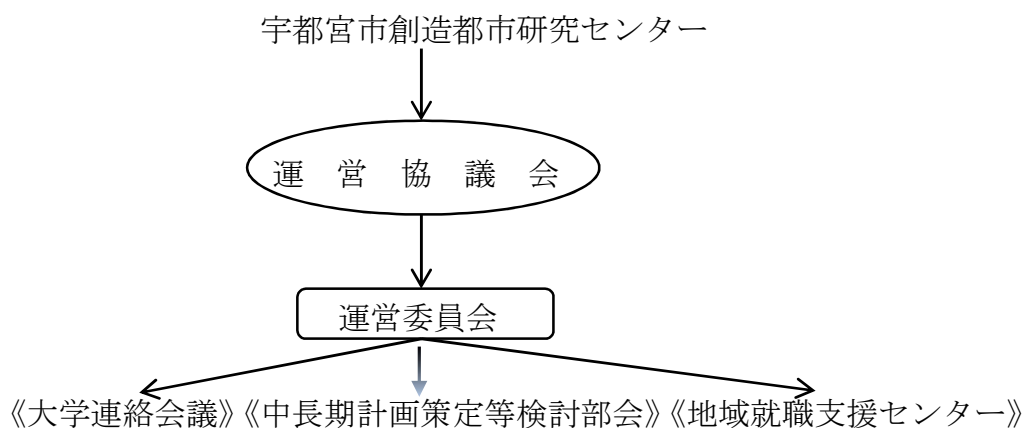 宇都宮市創造都市研究センター
運 営 協 議 会
運営委員会
《大学連絡会議》《中長期計画策定等検討部会》《地域就職支援センター》